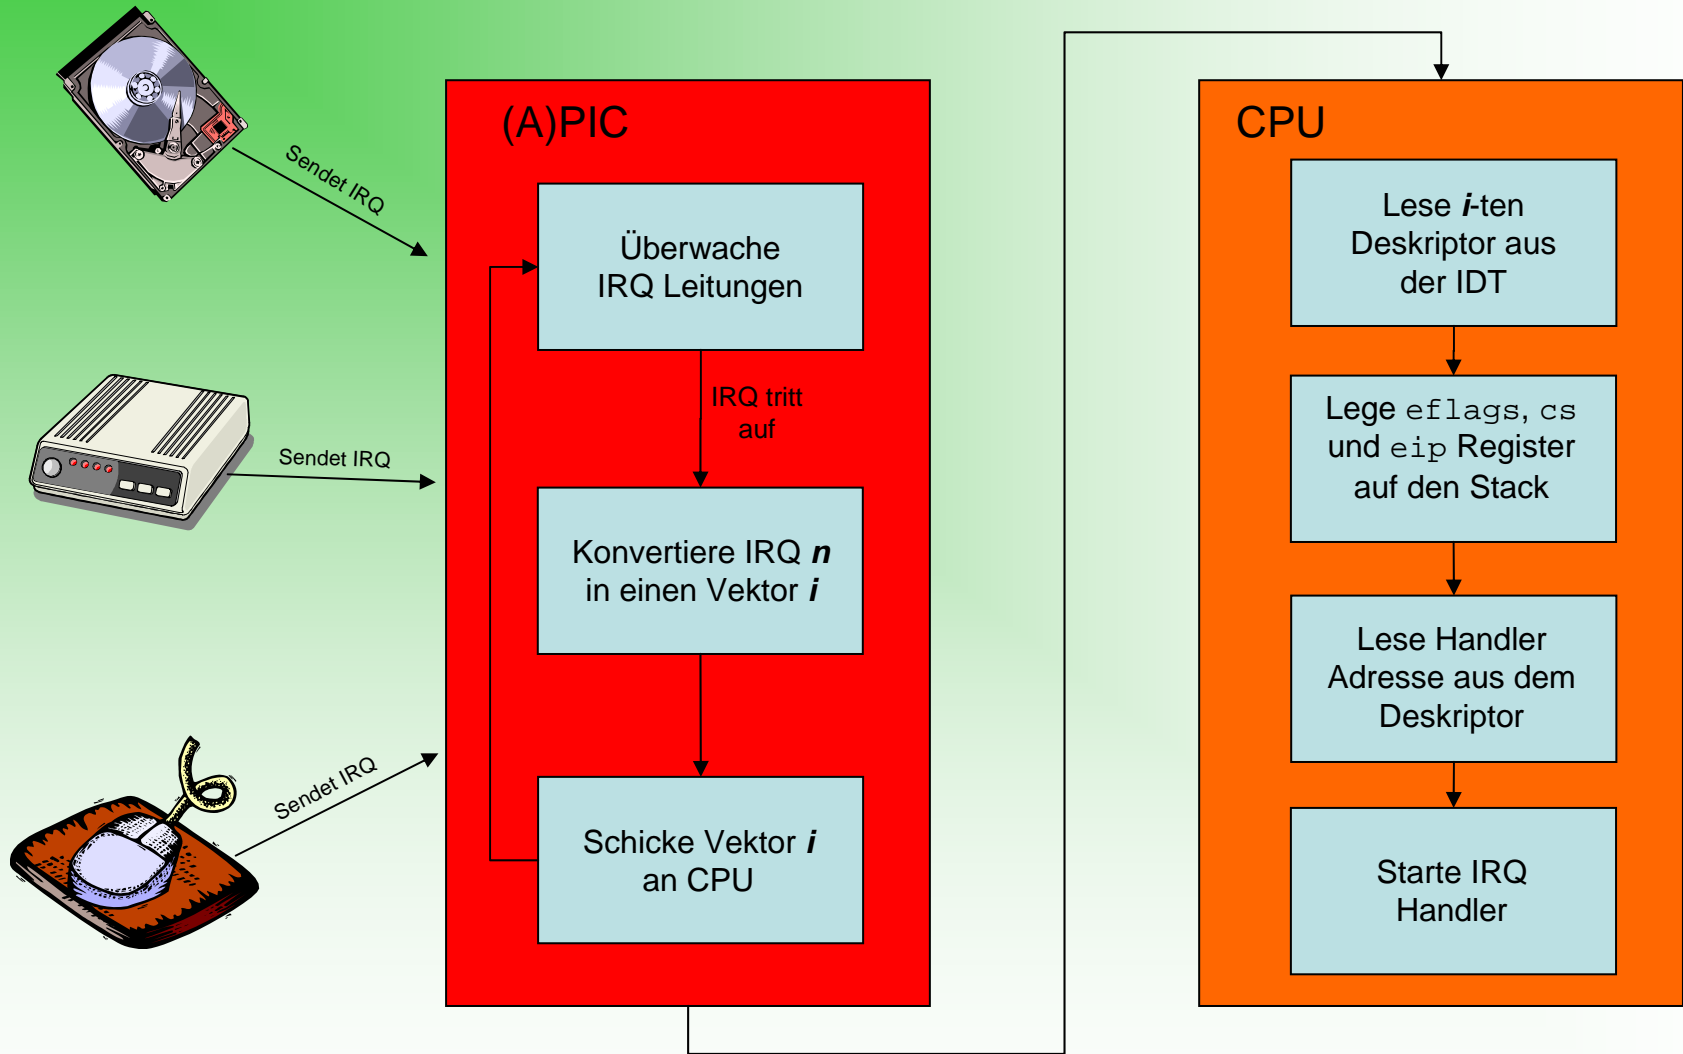 Sendet IRQ
Sendet IRQ
Sendet IRQ
(A)PIC
Überwache
IRQ Leitungen
IRQ tritt
auf
Konvertiere IRQ n
in einen Vektor i
Schicke Vektor i
an CPU
CPU
Lese i-ten
Deskriptor aus
der IDT
Lege eflags, cs
und eip Register
auf den Stack
Lese Handler
Adresse aus dem
Deskriptor
Starte IRQ
Handler